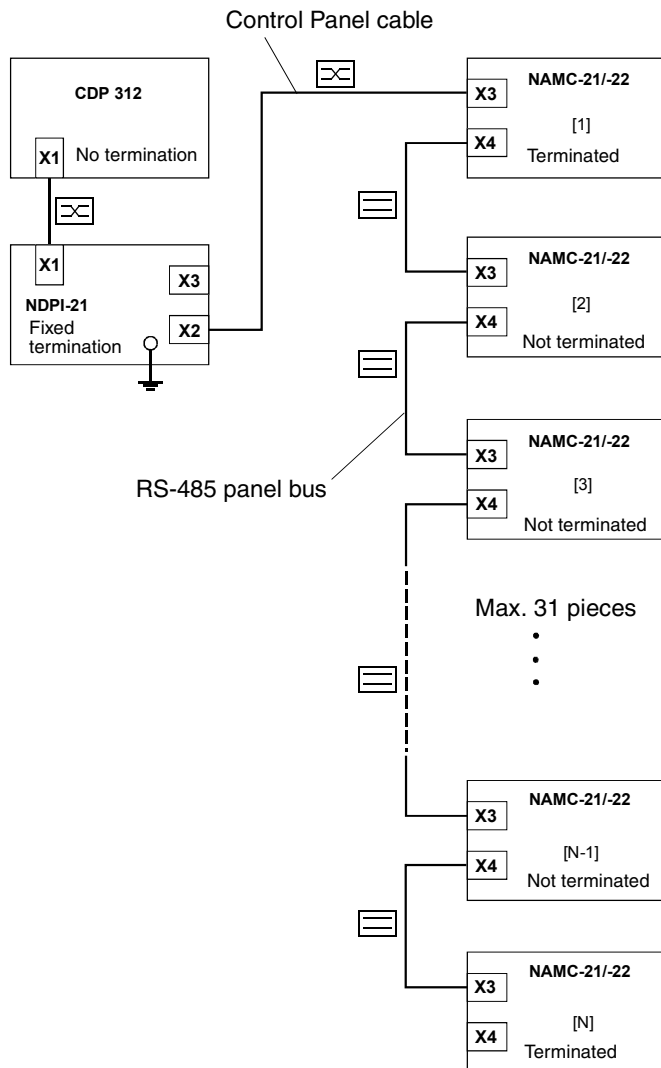 Control Panel cable
CDP 312
X1
No termination
X1
X3
NDPI-21
Fixed
termination
X2
X3
NAMC-21/-22
[1]
X4
Terminated
X3
NAMC-21/-22
[2]
X4
Not terminated
RS-485 panel bus
X3
NAMC-21/-22
[3]
X4
Not terminated
Max. 31 pieces
X3
NAMC-21/-22
[N-1]
X4
Not terminated
X3
NAMC-21/-22
[N]
X4
Terminated